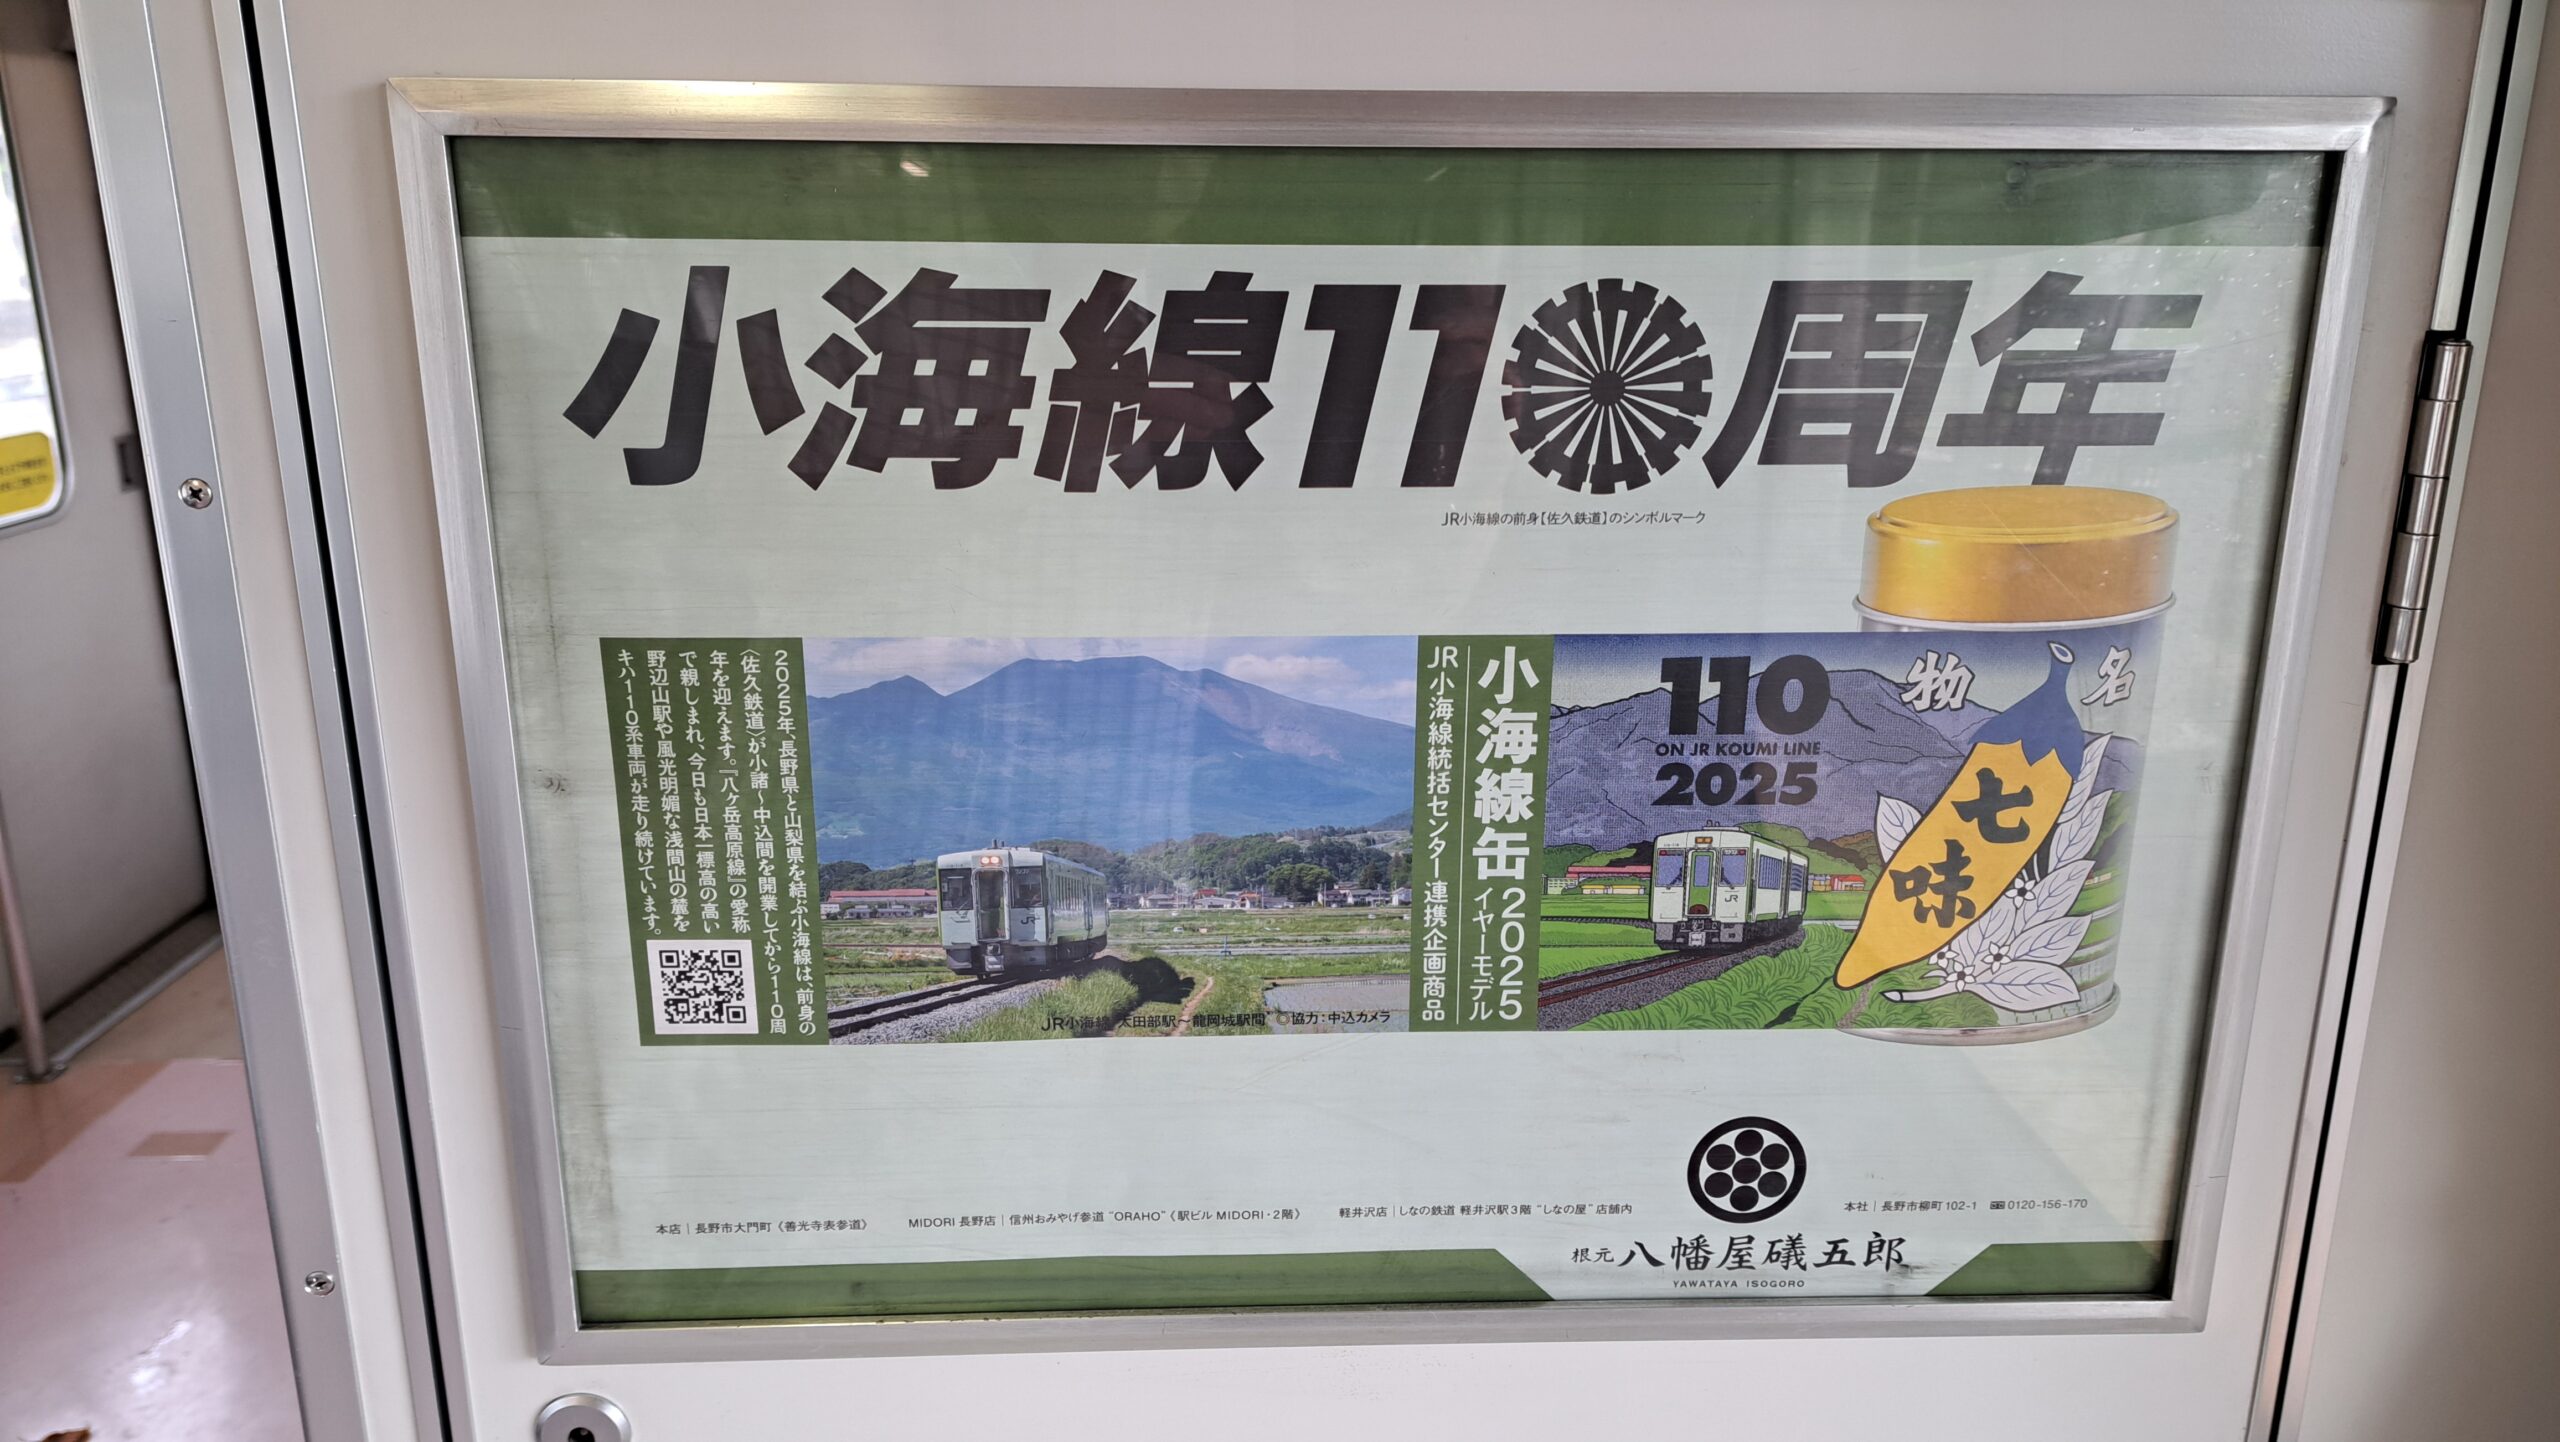 小海線110周年
JR小海線の前身【佐久鉄道】のシンボルマーク
2025年、長野県と山梨県を結ぶ小海線は、前身の
〈佐久鉄道〉が小諸〜中込間を開業してから110周
年を迎えます。『八ヶ岳高原線』の愛称
で親しまれ、今日も日本一標高の高い
野辺山駅や風光明媚な浅間山の麓を
キハ110系車両が走り続けています。
JR小海線“太田部駅〜龍岡城駅間” ◎協力：中込カメラ
小海線缶2025
イヤーモデル
JR小海線統括センター連携企画商品
110
ON JR KOUMI LINE
2025
名物
七味
JR
JR
本店｜長野市大門町《善光寺表参道》
MIDORI 長野店｜信州おみやげ参道“ORAHO”《駅ビル MIDORI・2階》
軽井沢店｜しなの鉄道 軽井沢駅3階“しなの屋”店舗内
本社｜長野市柳町102-1 0120-156-170
根元 八幡屋礒五郎
YAWATAYA ISOGORO